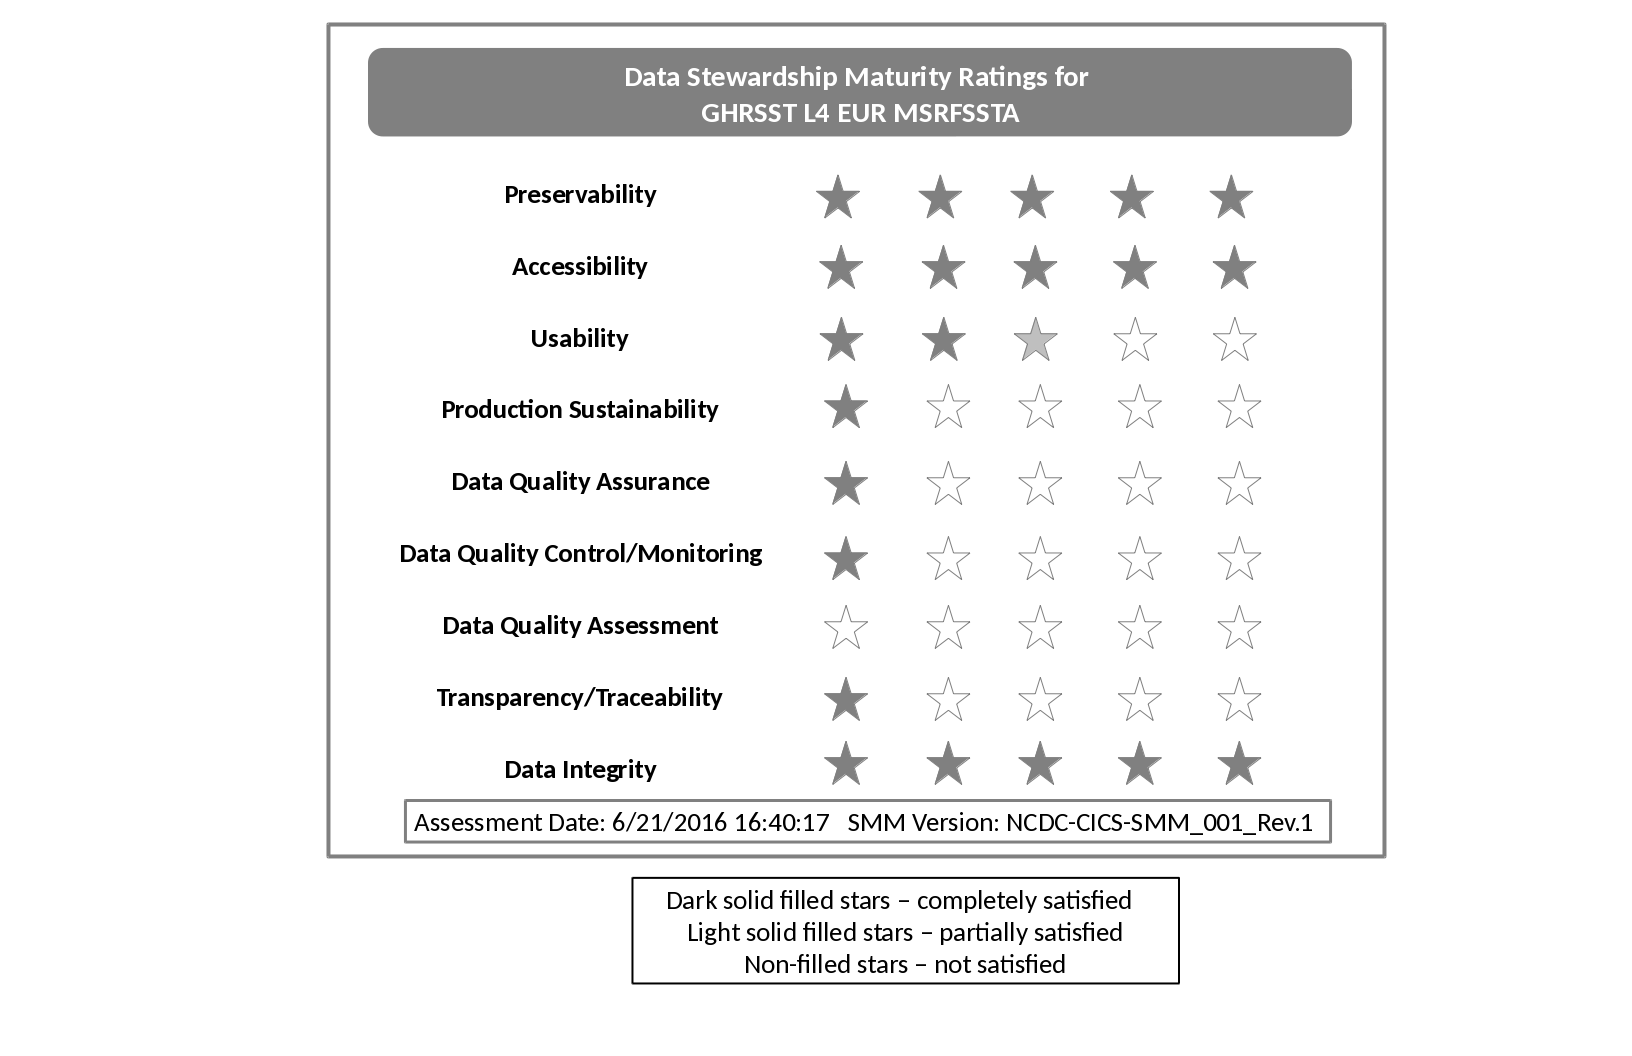 Data Stewardship Maturity Ratings for
GHRSST L4 EUR MSRFSSTA
Preservability
Accessibility
Usability
Production Sustainability
Data Quality Assurance
Data Quality Control/Monitoring
Data Quality Assessment
Transparency/Traceability
Data Integrity
Assessment Date: 6/21/2016 16:40:17 SMM Version: NCDC-CICS-SMM_001_Rev.1
Dark solid filled stars – completely satisfied
Light solid filled stars – partially satisfied
Non-filled stars – not satisfied